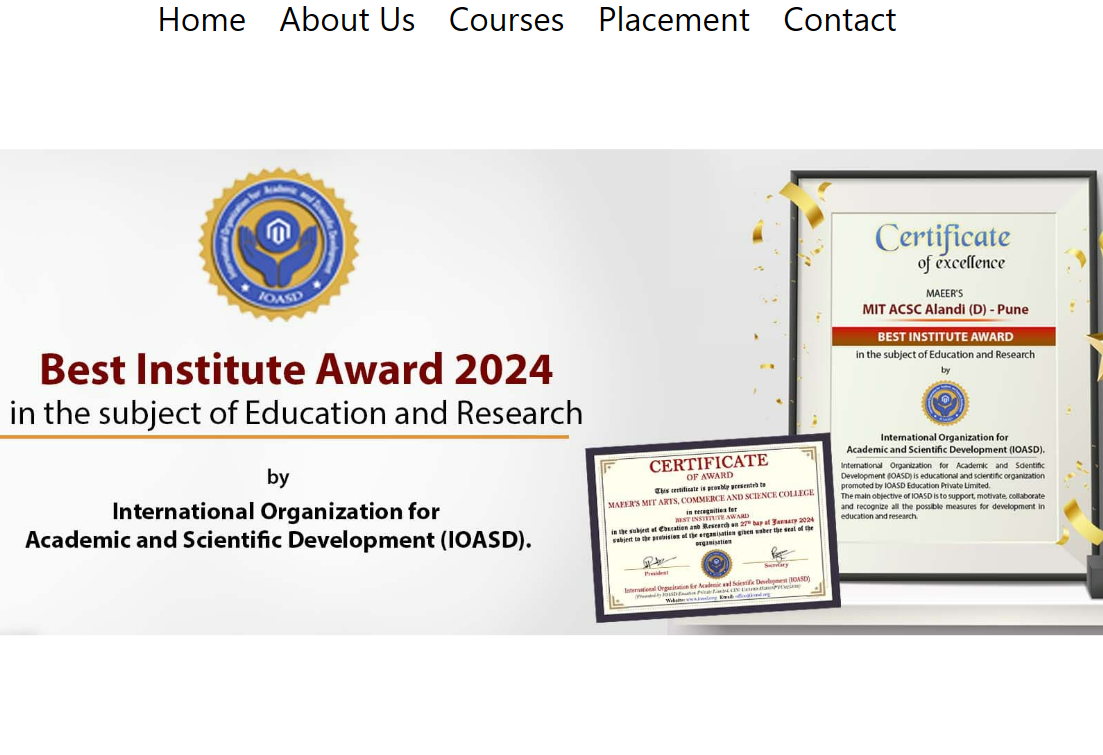 Home About Us Courses Placement Contact
International Organization for Academic and Scientific Development
IOASD
Best Institute Award 2024
in the subject of Education and Research
by
International Organization for
Academic and Scientific Development (IOASD).
CERTIFICATE
OF AWARD
This certificate is proudly presented to
MAEER'S MIT ARTS, COMMERCE AND SCIENCE COLLEGE
in recognition for
BEST INSTITUTE AWARD
in the subject of Education and Research on 27th day of January 2024
subject to the provision of the organization given under the seal of the
organization
President
Secretary
International Organization for Academic and Scientific Development (IOASD)
Certificate
of excellence
MAEER'S
MIT ACSC Alandi (D) - Pune
BEST INSTITUTE AWARD
in the subject of Education and Research
by
International Organization for
Academic and Scientific Development (IOASD).
International Organization for Academic and Scientific
Development (IOASD) is educational and scientific organization
promoted by IOASD Education Private Limited.
The main objective of IOASD is to support, motivate, collaborate
and recognize all the possible measures for development in
education and research.